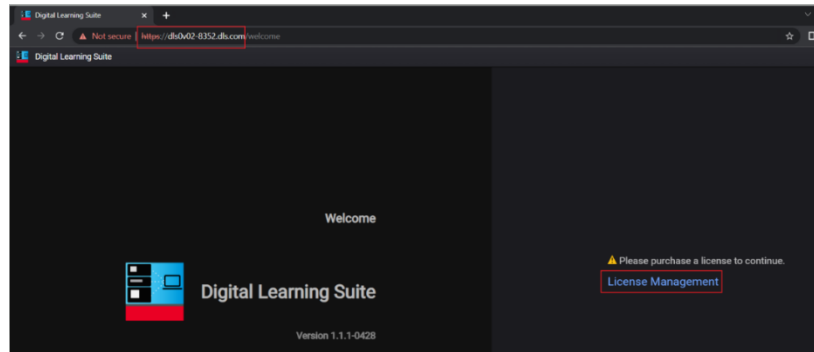 Digital Learning Suite
Not secure | https://dls0v02-8352.dls.com/welcome
Digital Learning Suite
Welcome
Digital Learning Suite
Version 1.1.1-0428
Please purchase a license to continue.
License Management